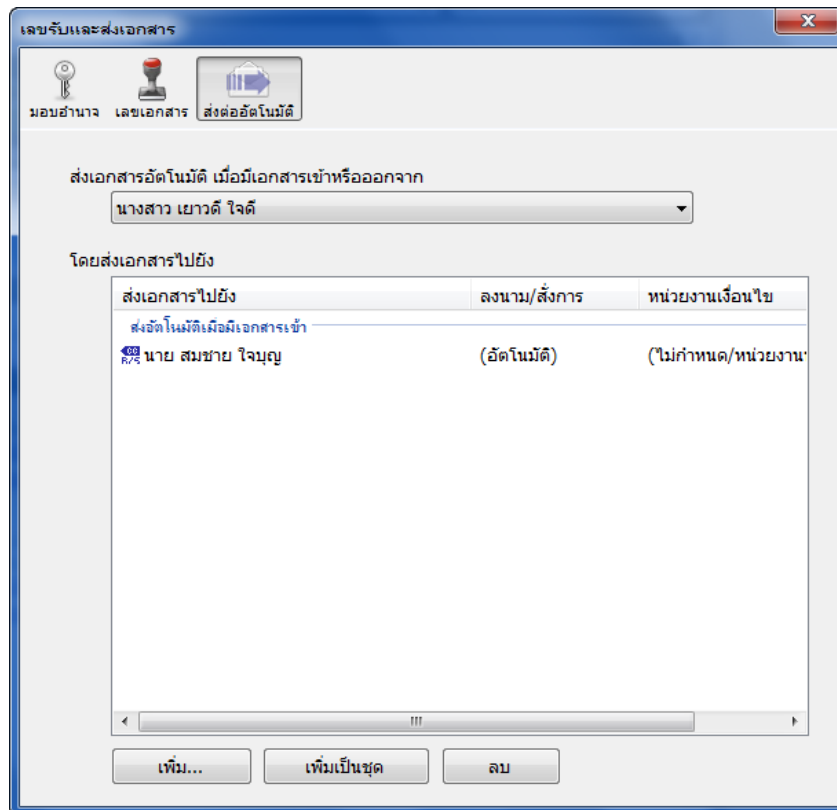 เลขรับและส่งเอกสาร
มอบอำนาจ เลขเอกสาร ส่งต่ออัตโนมัติ
ส่งเอกสารอัตโนมัติ เมื่อมีเอกสารเข้าหรือออกจาก
นางสาว เยาวดี ใจดี
โดยส่งเอกสารไปยัง
ส่งเอกสารไปยัง ลงนาม/สั่งการ หน่วยงานเงื่อนไข
ส่งอัตโนมัติเมื่อมีเอกสารเข้า
นาย สมชาย ใจบุญ (อัตโนมัติ) (ไม่กำหนด/หน่วยงาน
เพิ่ม... เพิ่มเป็นชุด ลบ